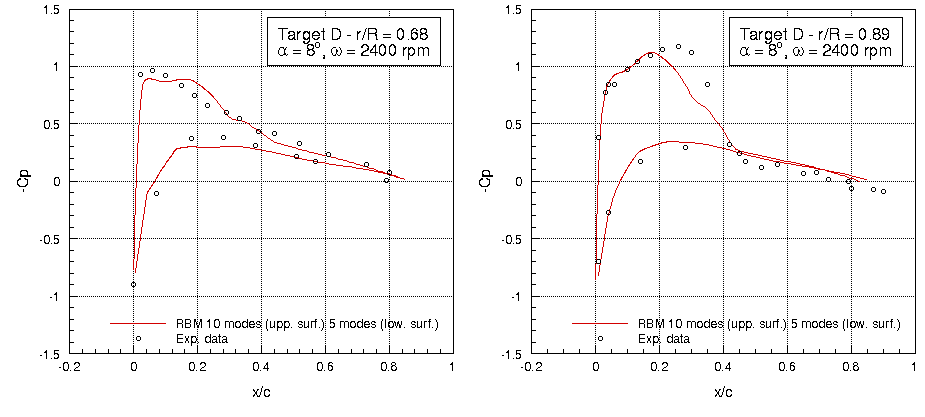 Target D - r/R = 0.68
α = 8°, ω = 2400 rpm
1.5
1
0.5
0
-0.5
-1
-1.5
-Cp
RBM 10 modes (upp. surf.) 5 modes (low. surf.)
Exp. data
-0.2 0 0.2 0.4 0.6 0.8 1
x/c
Target D - r/R = 0.89
α = 8°, ω = 2400 rpm
1.5
1
0.5
0
-0.5
-1
-1.5
-Cp
RBM 10 modes (upp. surf.) 5 modes (low. surf.)
Exp. data
-0.2 0 0.2 0.4 0.6 0.8 1
x/c